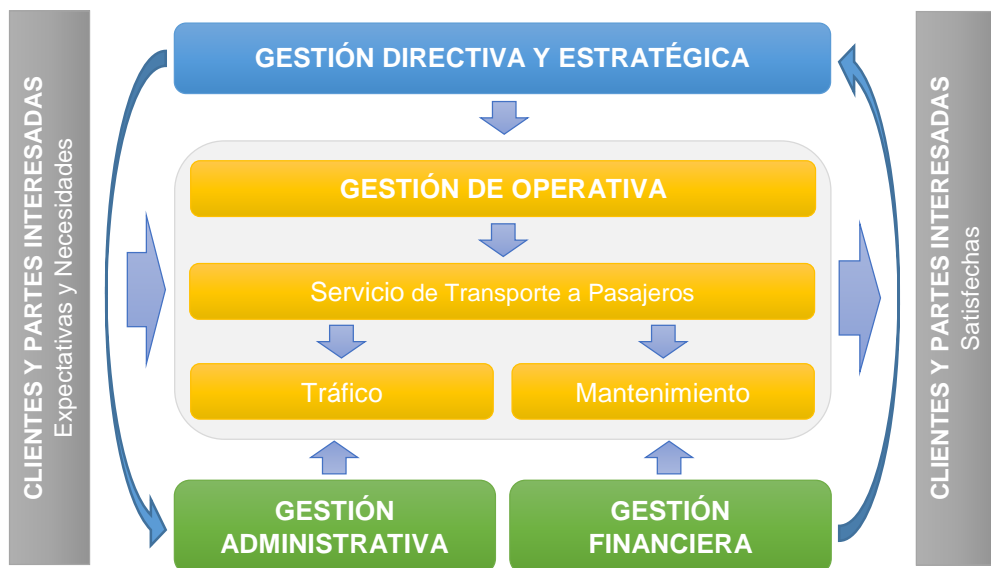 CLIENTES Y PARTES INTERESADAS
Expectativas y Necesidades
GESTIÓN DIRECTIVA Y ESTRATÉGICA
GESTIÓN DE OPERATIVA
Servicio de Transporte a Pasajeros
Tráfico
Mantenimiento
GESTIÓN
ADMINISTRATIVA
GESTIÓN
FINANCIERA
CLIENTES Y PARTES INTERESADAS
Satisfechas